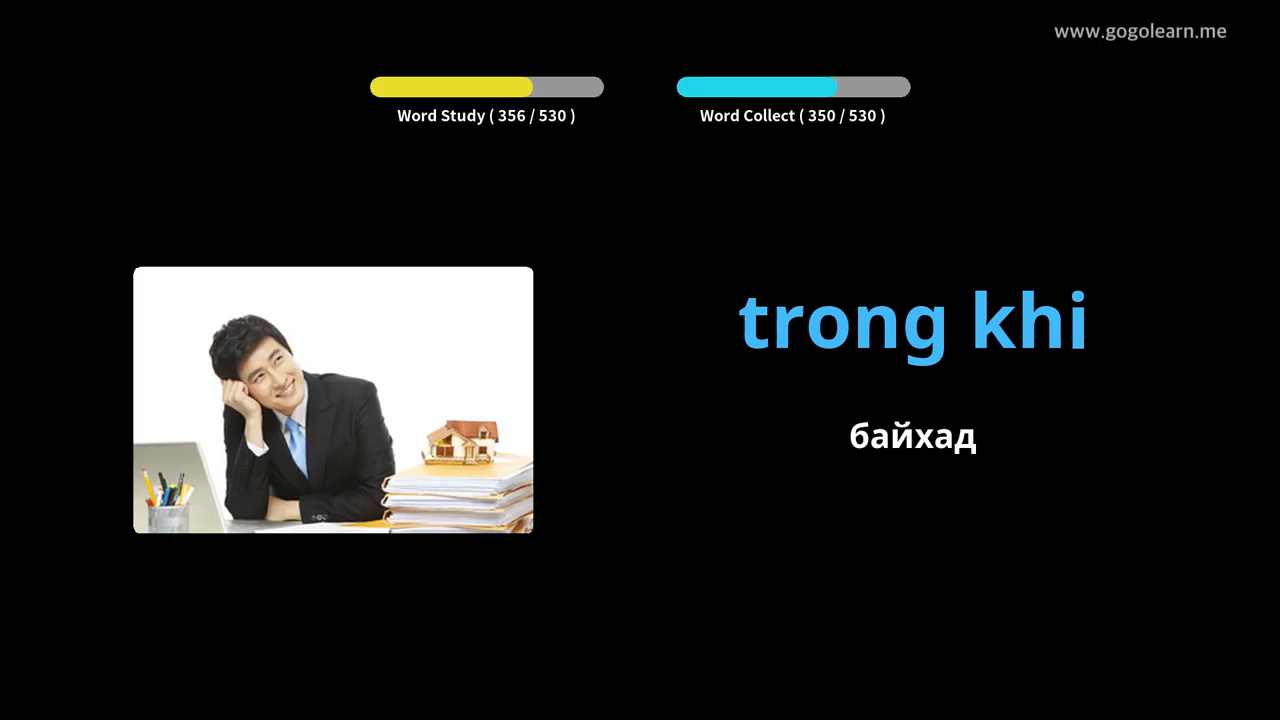 www.gogolearn.me
Word Study ( 356 / 530 )
Word Collect ( 350 / 530 )
trong khi
байхад